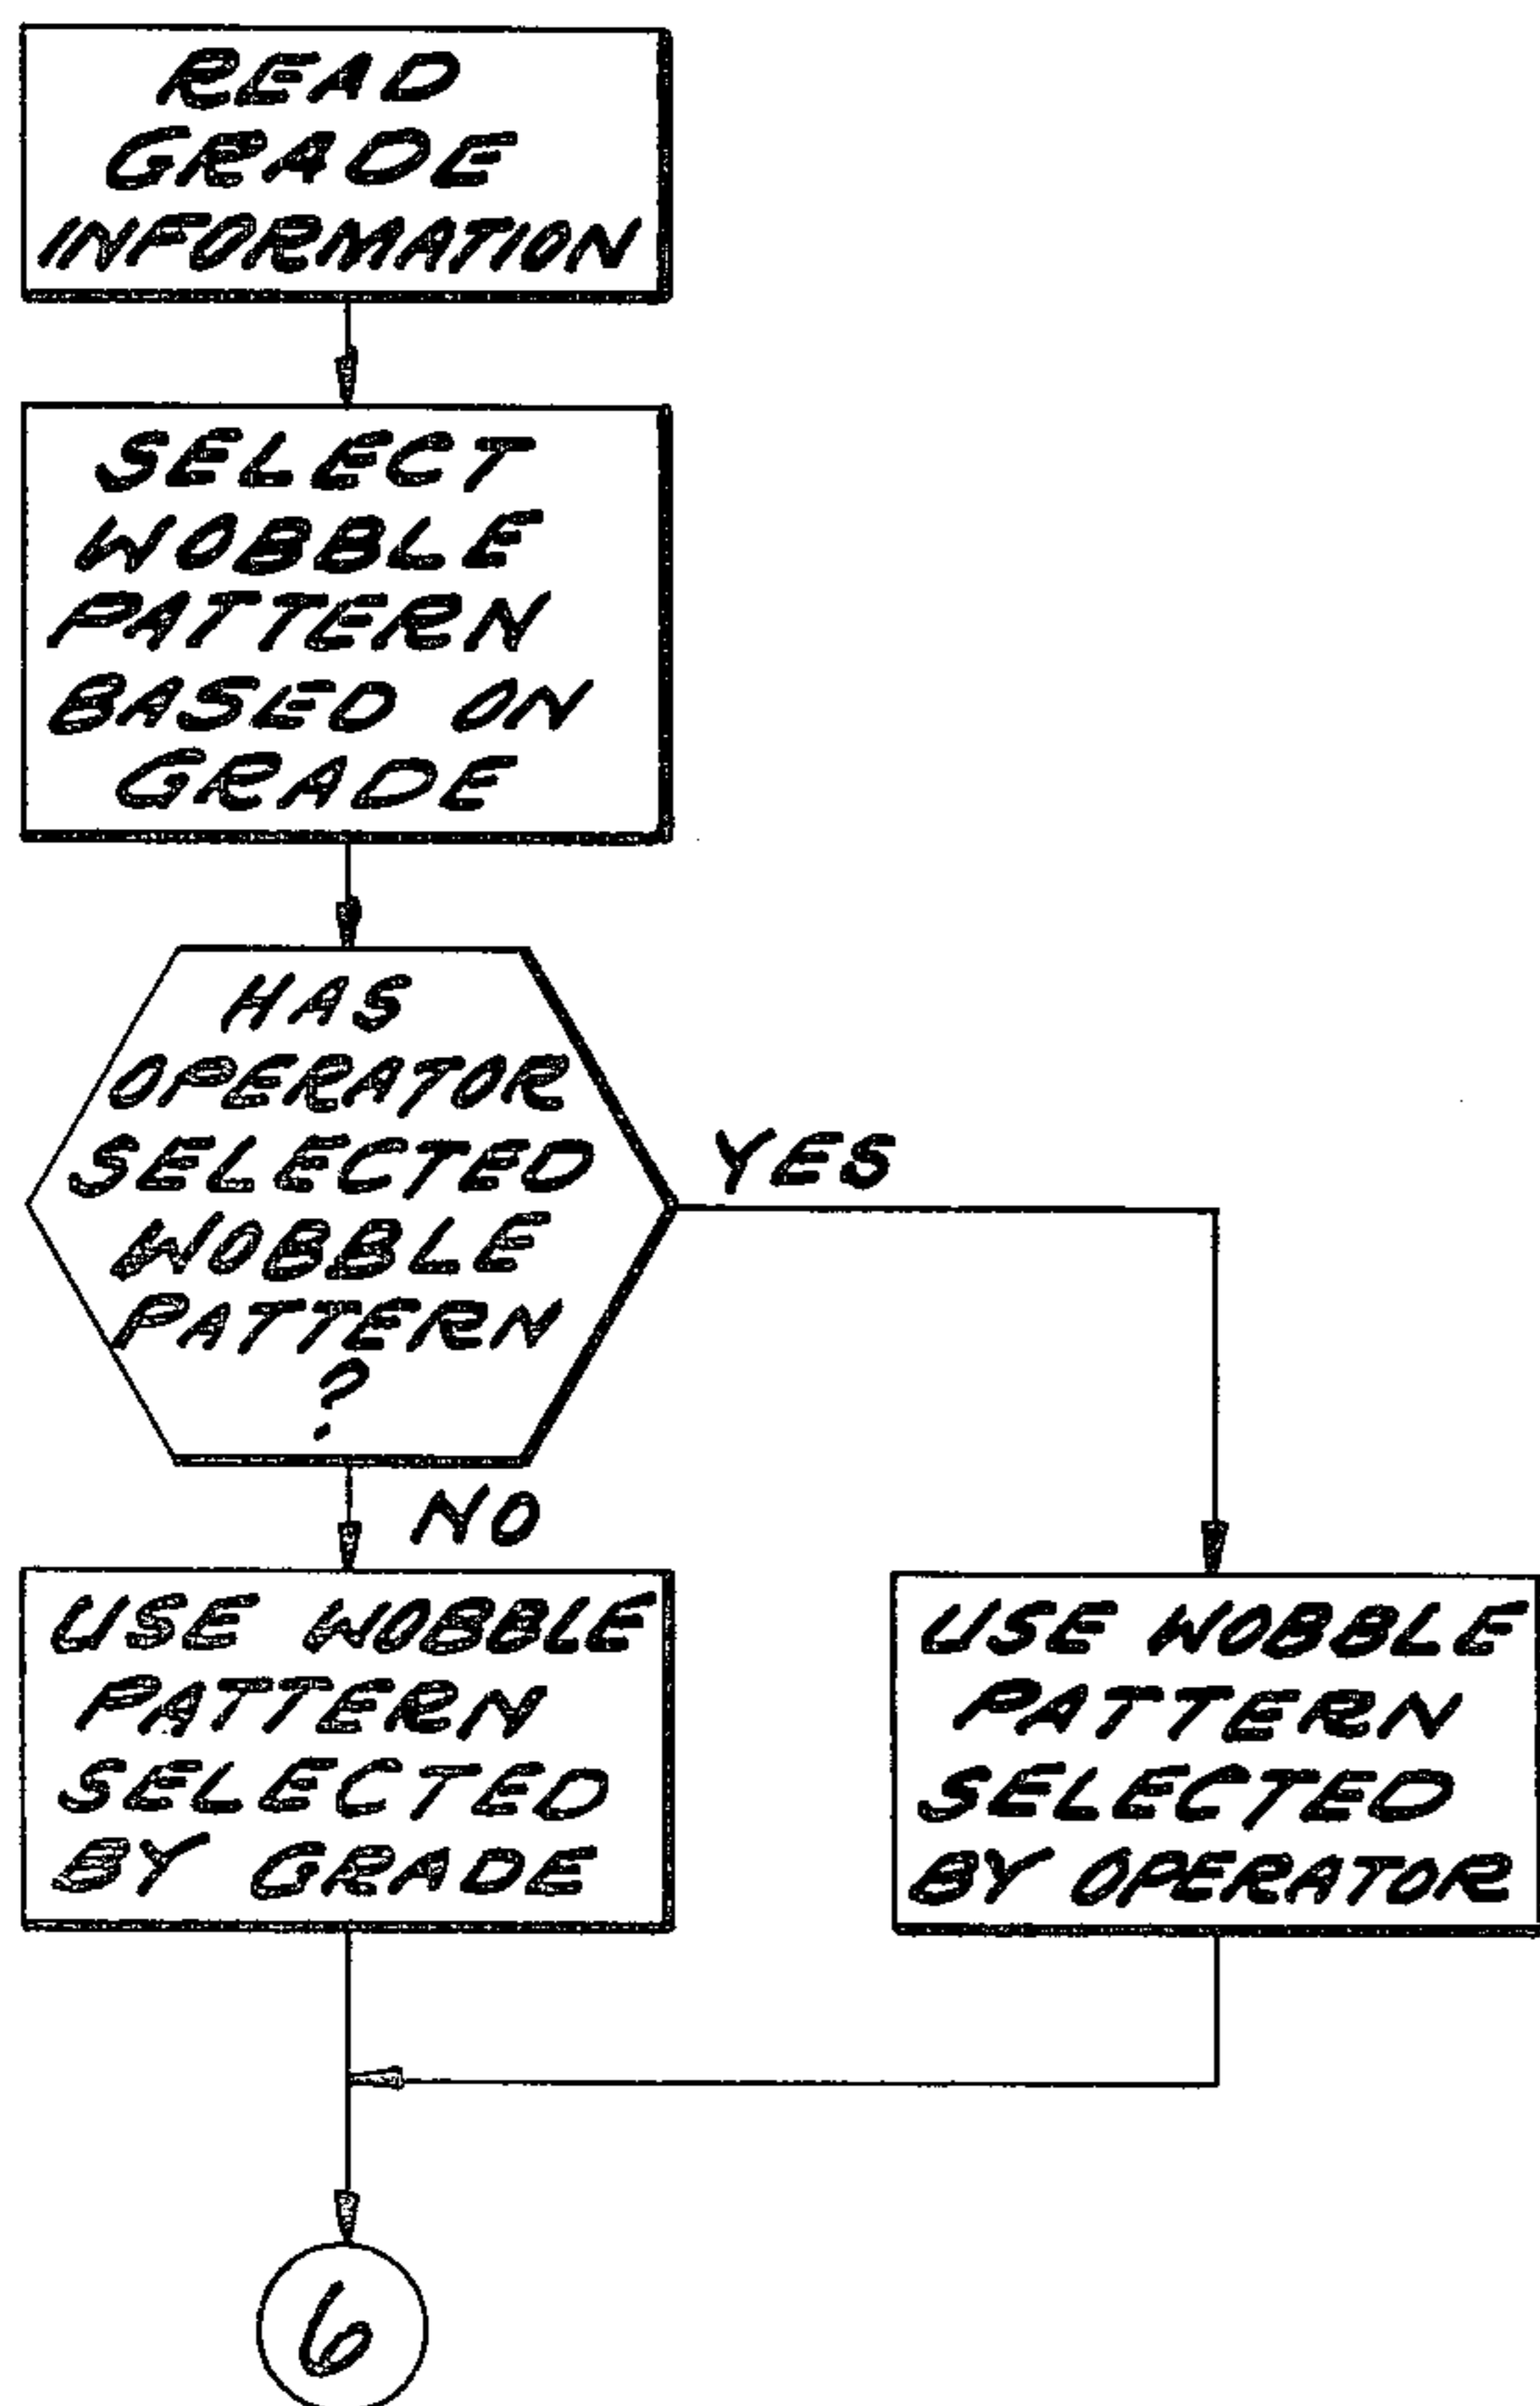 READ
GRADE
INFORMATION
SELECT
WOBBLE
PATTERN
BASED ON
GRADE
HAS
OPERATOR
SELECTED
WOBBLE
PATTERN
?
YES
NO
USE WOBBLE
PATTERN
SELECTED
BY GRADE
USE WOBBLE
PATTERN
SELECTED
BY OPERATOR
6